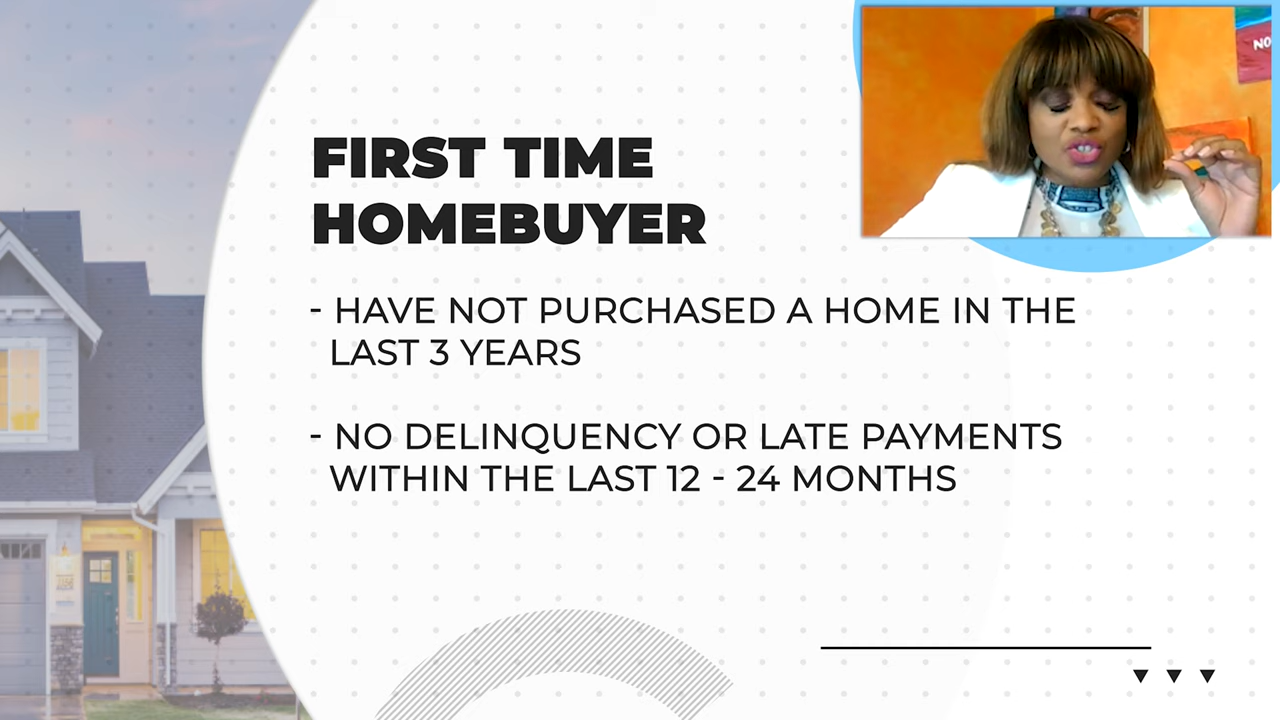 FIRST TIME
HOMEBUYER
- HAVE NOT PURCHASED A HOME IN THE
LAST 3 YEARS
- NO DELINQUENCY OR LATE PAYMENTS
WITHIN THE LAST 12 - 24 MONTHS
NO